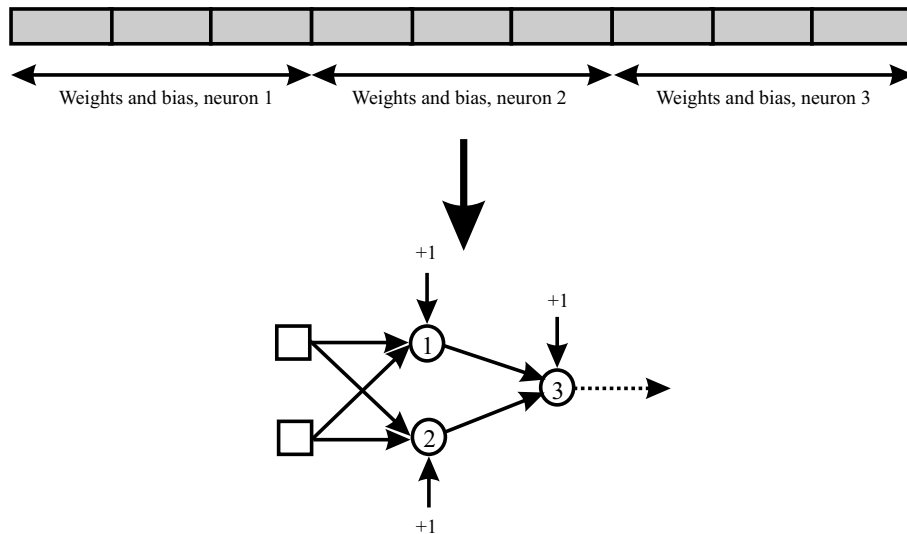 Weights and bias, neuron 1
Weights and bias, neuron 2
Weights and bias, neuron 3
+1
+1
1
3
2
+1